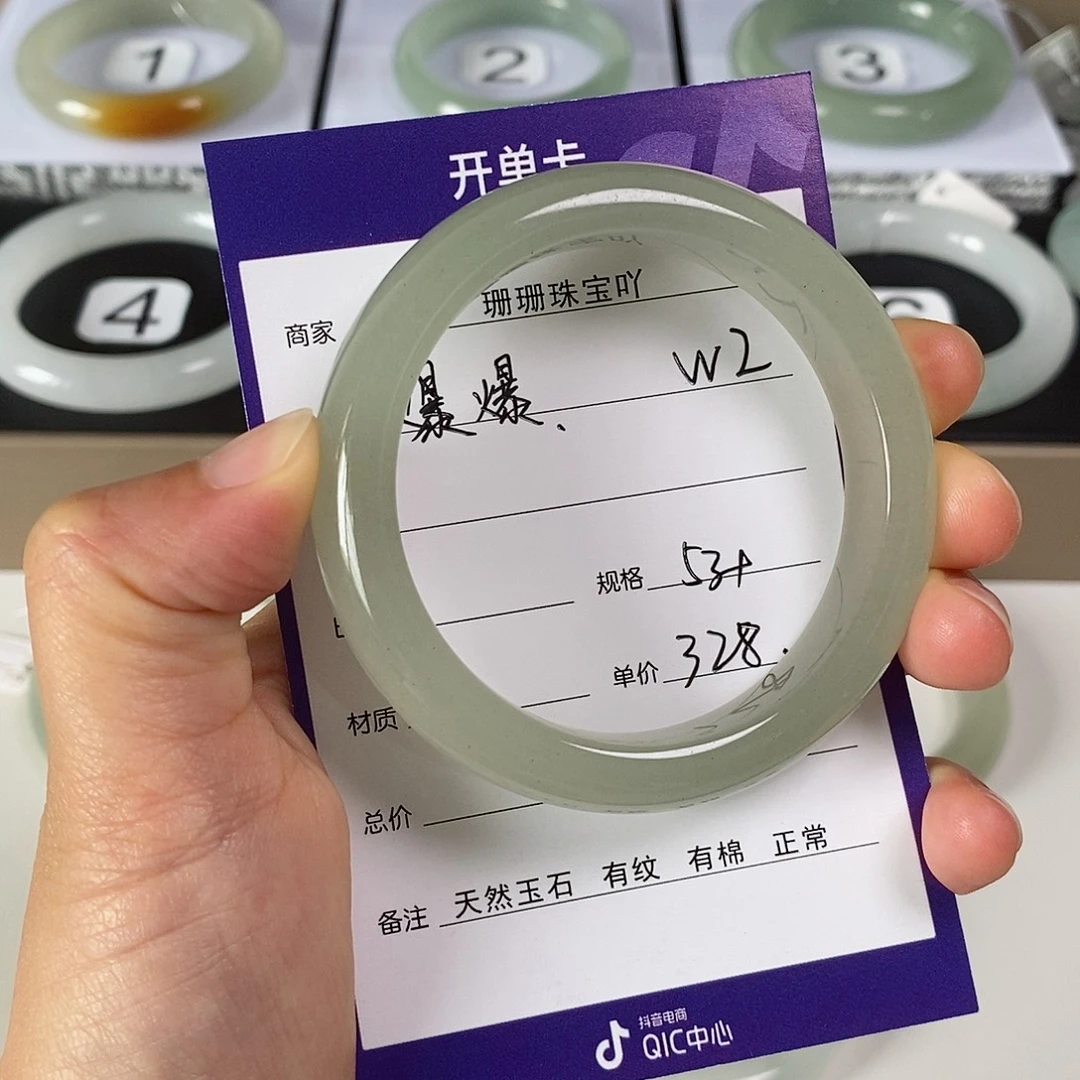 1
2
3
开单卡
4
商家 珊珊珠宝吖
爆爆、 W2
规格 53+
单价 328.
材质
总价
备注 天然玉石 有纹 有棉 正常
抖音电商
QIC中心